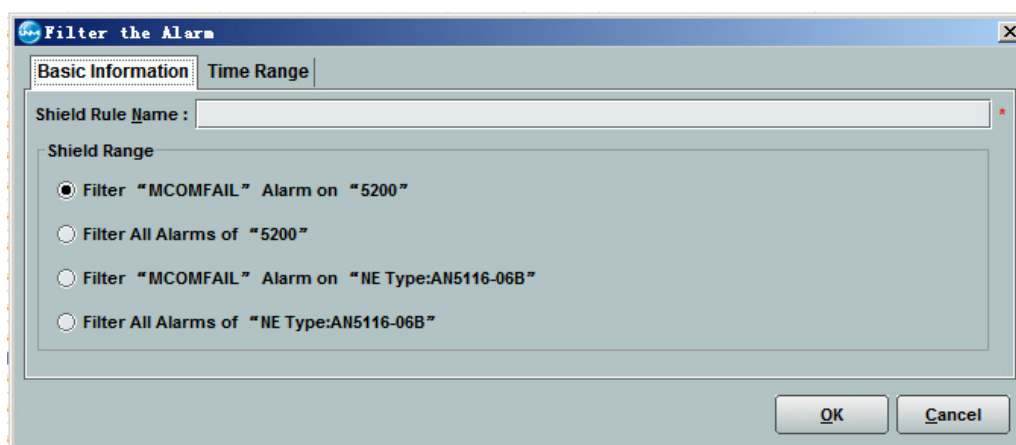 Filter the Alarm
Basic Information Time Range
Shield Rule Name : *
Shield Range
Filter “MCOMFAIL” Alarm on “5200”
Filter All Alarms of “5200”
Filter “MCOMFAIL” Alarm on “NE Type:AN5116-06B”
Filter All Alarms of “NE Type:AN5116-06B”
OK Cancel